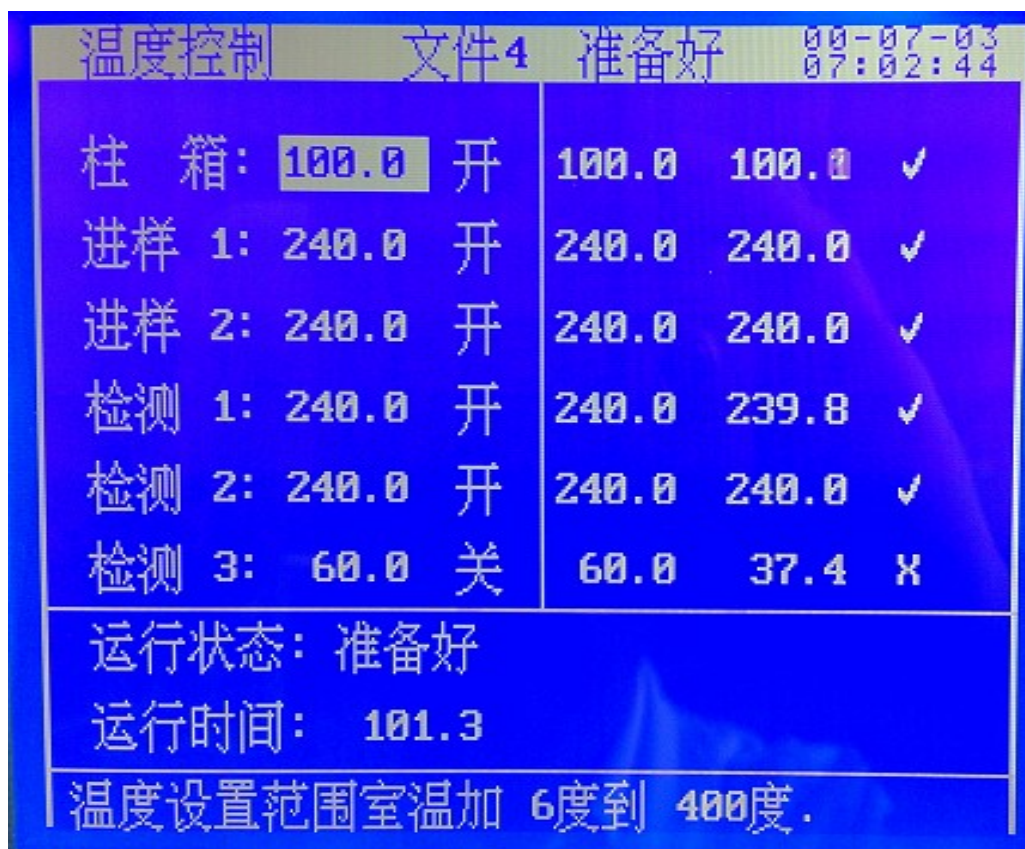 温度控制 文件4 准备好 00-07-03 07:02:44
柱 箱: 100.0 开 100.0 100.0 ✓
进样 1: 240.0 开 240.0 240.0 ✓
进样 2: 240.0 开 240.0 240.0 ✓
检测 1: 240.0 开 240.0 239.8 ✓
检测 2: 240.0 开 240.0 240.0 ✓
检测 3: 60.0 关 60.0 37.4 X
运行状态: 准备好
运行时间: 101.3
温度设置范围室温加 6度到 400度.